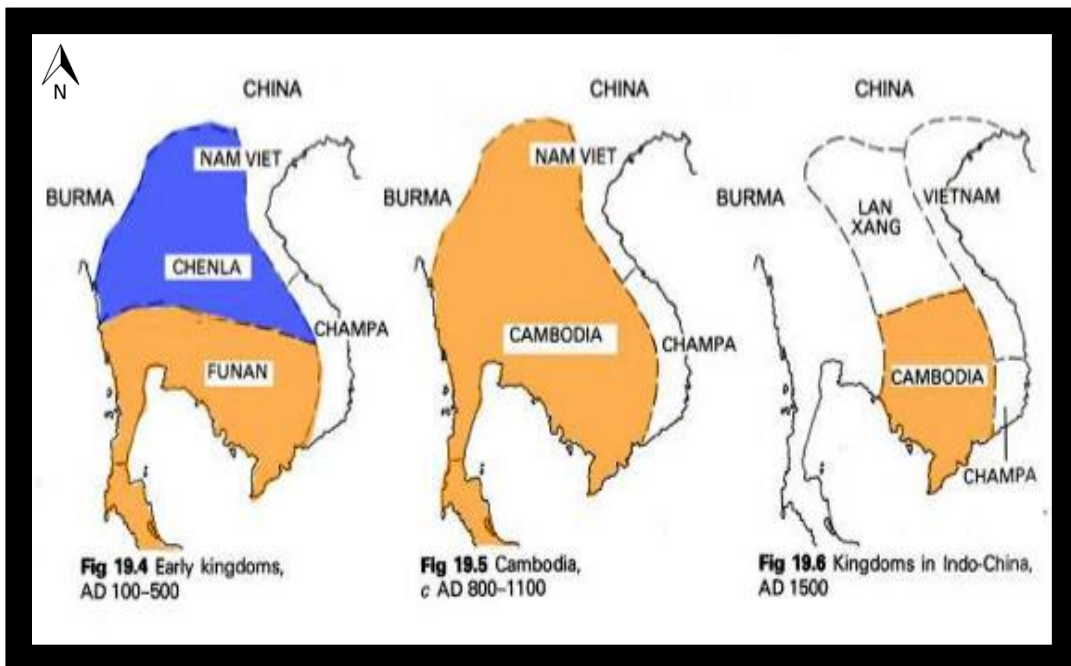 N
CHINA
NAM VIET
BURMA
CHENLA
CHAMPA
FUNAN
Fig 19.4 Early kingdoms,
AD 100–500
CHINA
NAM VIET
BURMA
CAMBODIA
CHAMPA
Fig 19.5 Cambodia,
c AD 800–1100
CHINA
BURMA
VIETNAM
LAN
XANG
CAMBODIA
CHAMPA
Fig 19.6 Kingdoms in Indo-China,
AD 1500